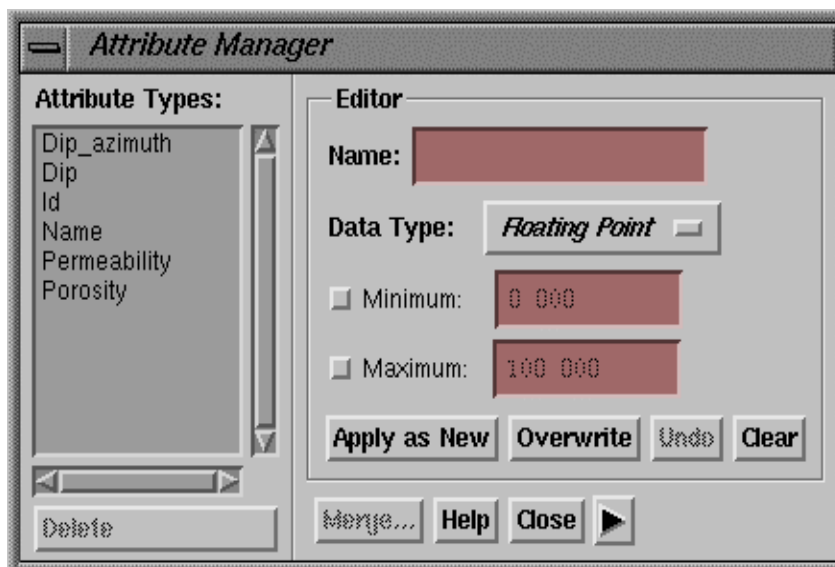 Attribute Manager
Attribute Types:
Dip_azimuth
Dip
Id
Name
Permeability
Porosity
Delete
Editor
Name:
Data Type: Floating Point
Minimum: 0.000
Maximum: 100.000
Apply as New Overwrite Undo Clear
Merge... Help Close